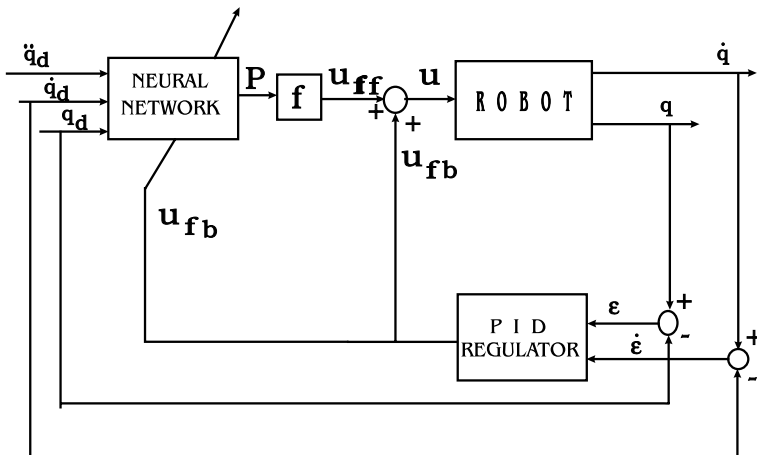 q̈d
q̇d
qd
NEURAL
NETWORK
P
f
uff
+
+
u
ROBOT
q̇
q
ufb
ufb
PID
REGULATOR
ε
ε̇
+
-
+
-